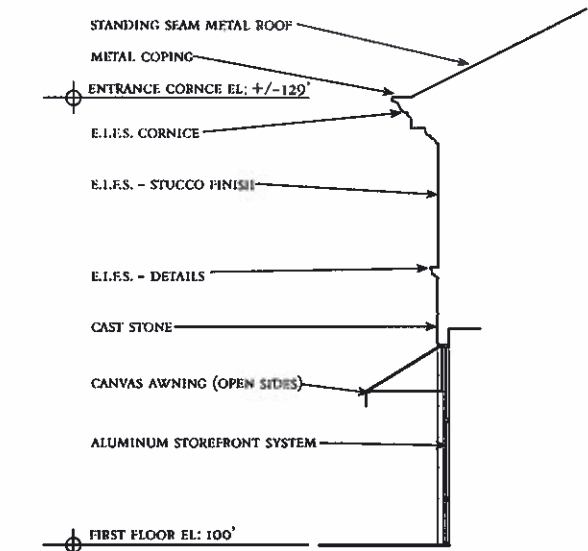 STANDING SEAM METAL ROOF
METAL COPING
ENTRANCE CORNCE EL: +/-129'
E.I.F.S. CORNICE
E.I.F.S. - STUCCO FINISH
E.I.F.S. - DETAILS
CAST STONE
CANVAS AWNING (OPEN SIDES)
ALUMINUM STOREFRONT SYSTEM
FIRST FLOOR EL: 100'